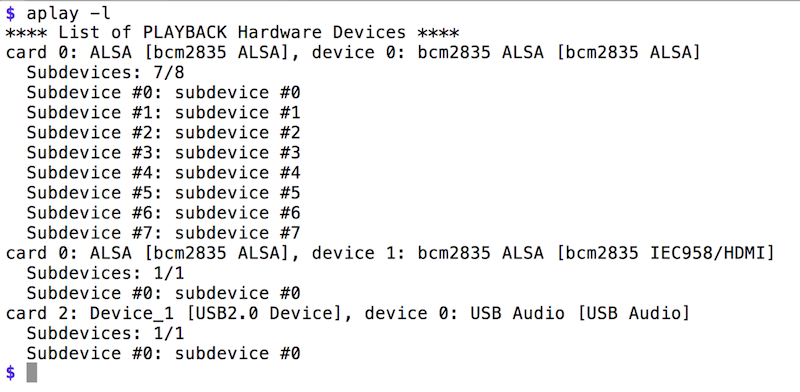 $ aplay -l
**** List of PLAYBACK Hardware Devices ****
card 0: ALSA [bcm2835 ALSA], device 0: bcm2835 ALSA [bcm2835 ALSA]
  Subdevices: 7/8
  Subdevice #0: subdevice #0
  Subdevice #1: subdevice #1
  Subdevice #2: subdevice #2
  Subdevice #3: subdevice #3
  Subdevice #4: subdevice #4
  Subdevice #5: subdevice #5
  Subdevice #6: subdevice #6
  Subdevice #7: subdevice #7
card 0: ALSA [bcm2835 ALSA], device 1: bcm2835 ALSA [bcm2835 IEC958/HDMI]
  Subdevices: 1/1
  Subdevice #0: subdevice #0
card 2: Device_1 [USB2.0 Device], device 0: USB Audio [USB Audio]
  Subdevices: 1/1
  Subdevice #0: subdevice #0
$